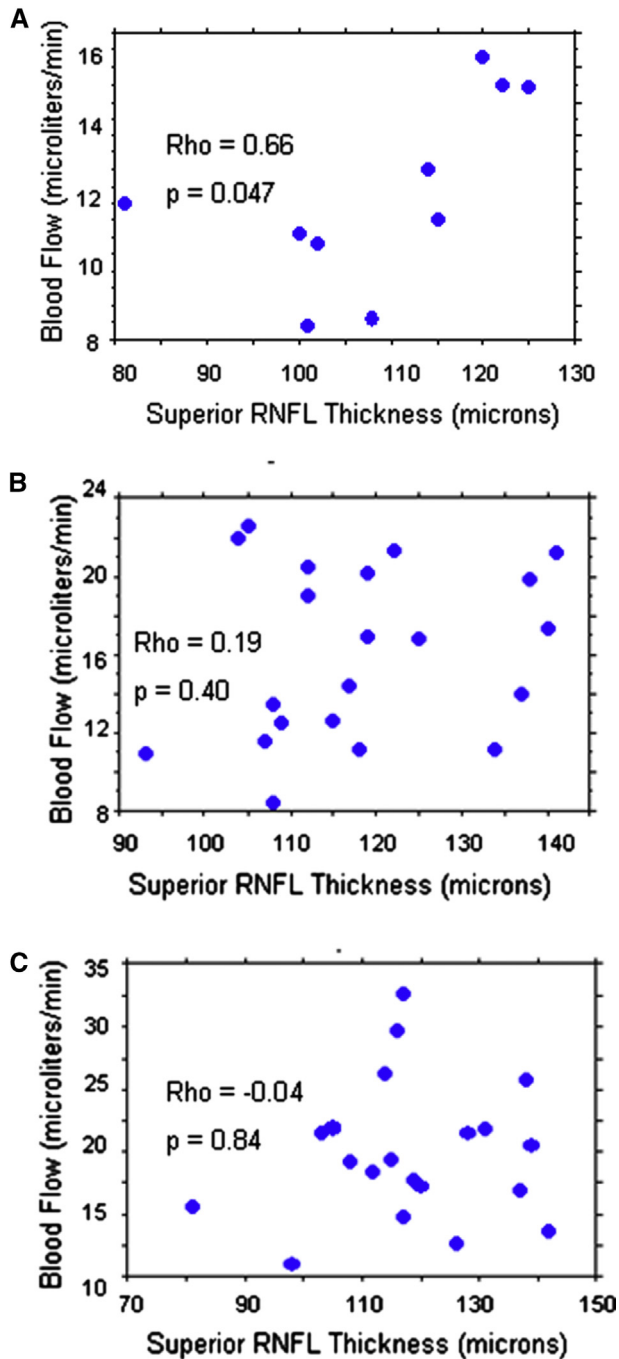 A
Blood Flow (microliters/min)
16
14
12
10
8
Rho = 0.66
p = 0.047
80 90 100 110 120 130
Superior RNFL Thickness (microns)
B
Blood Flow (microliters/min)
24
20
16
12
8
Rho = 0.19
p = 0.40
90 100 110 120 130 140
Superior RNFL Thickness (microns)
C
Blood Flow (microliters/min)
35
30
25
20
15
10
Rho = -0.04
p = 0.84
70 90 110 130 150
Superior RNFL Thickness (microns)